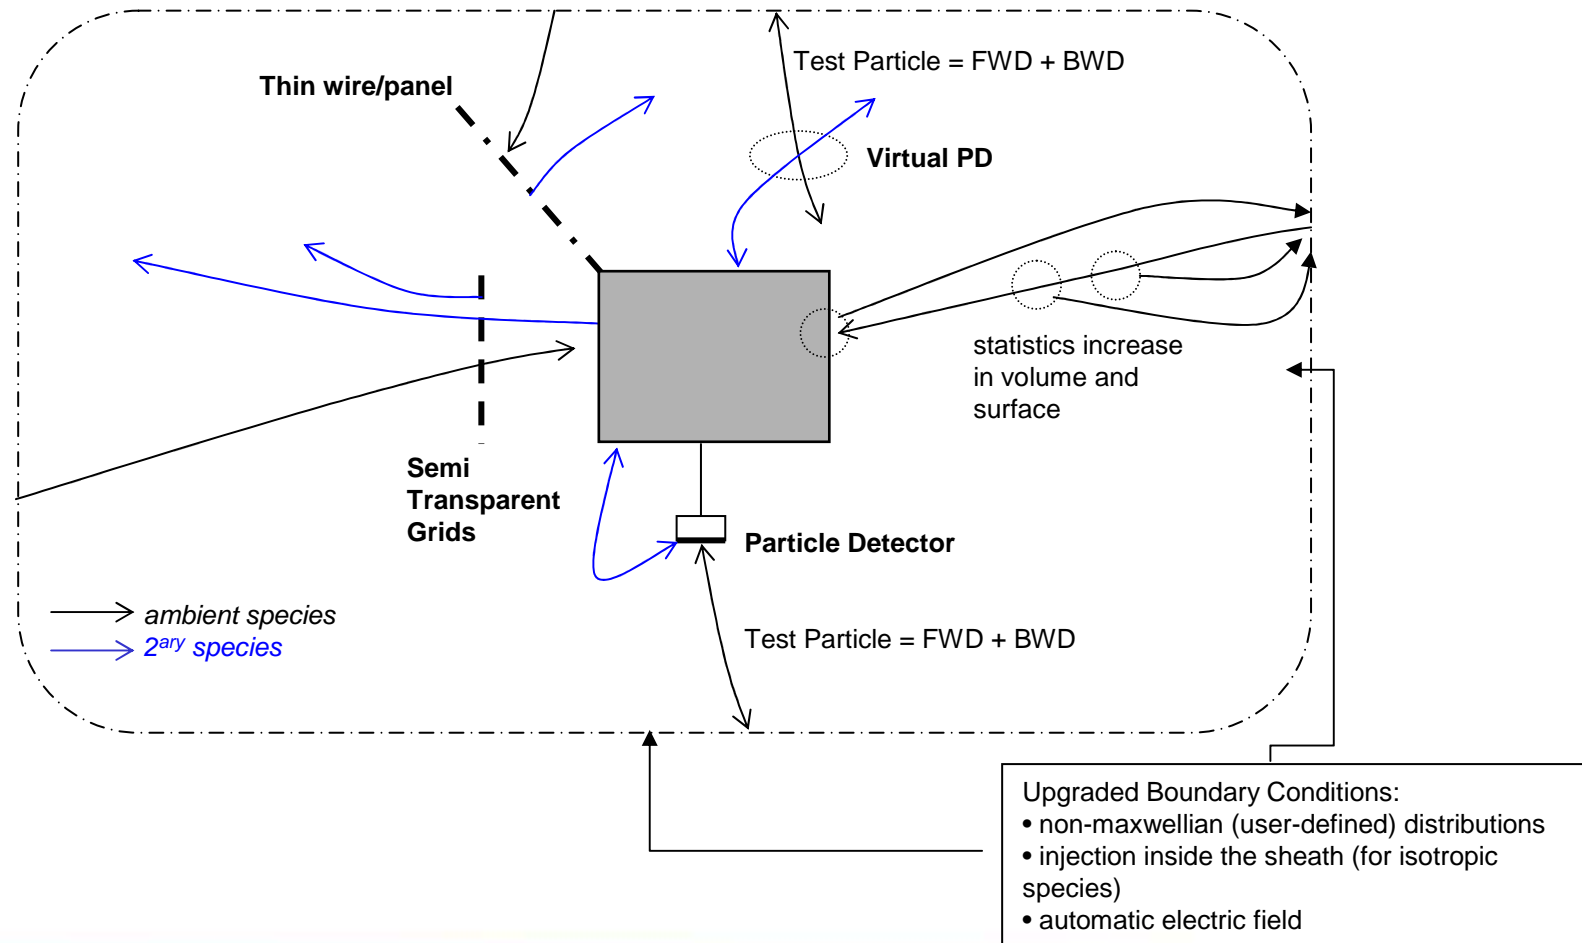 Test Particle = FWD + BWD
Thin wire/panel
Virtual PD
statistics increase
in volume and
surface
Semi
Transparent
Grids
Particle Detector
ambient species
2ary species
Test Particle = FWD + BWD
Upgraded Boundary Conditions:
• non-maxwellian (user-defined) distributions
• injection inside the sheath (for isotropic
species)
• automatic electric field